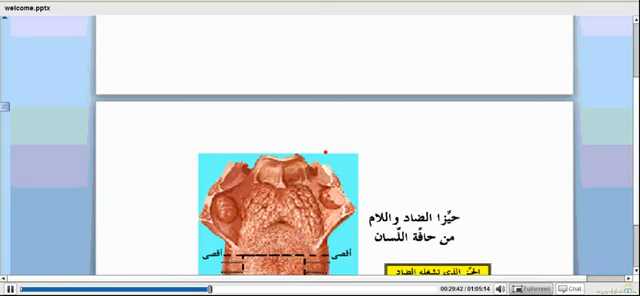 welcome.pptx
حيِّزا الضاد واللام
من حافّة اللّسان
أقصى
أقصى
الحيّز الذي تشغله الضاد
00:29:42 / 01:05:14
Fullscreen
Chat